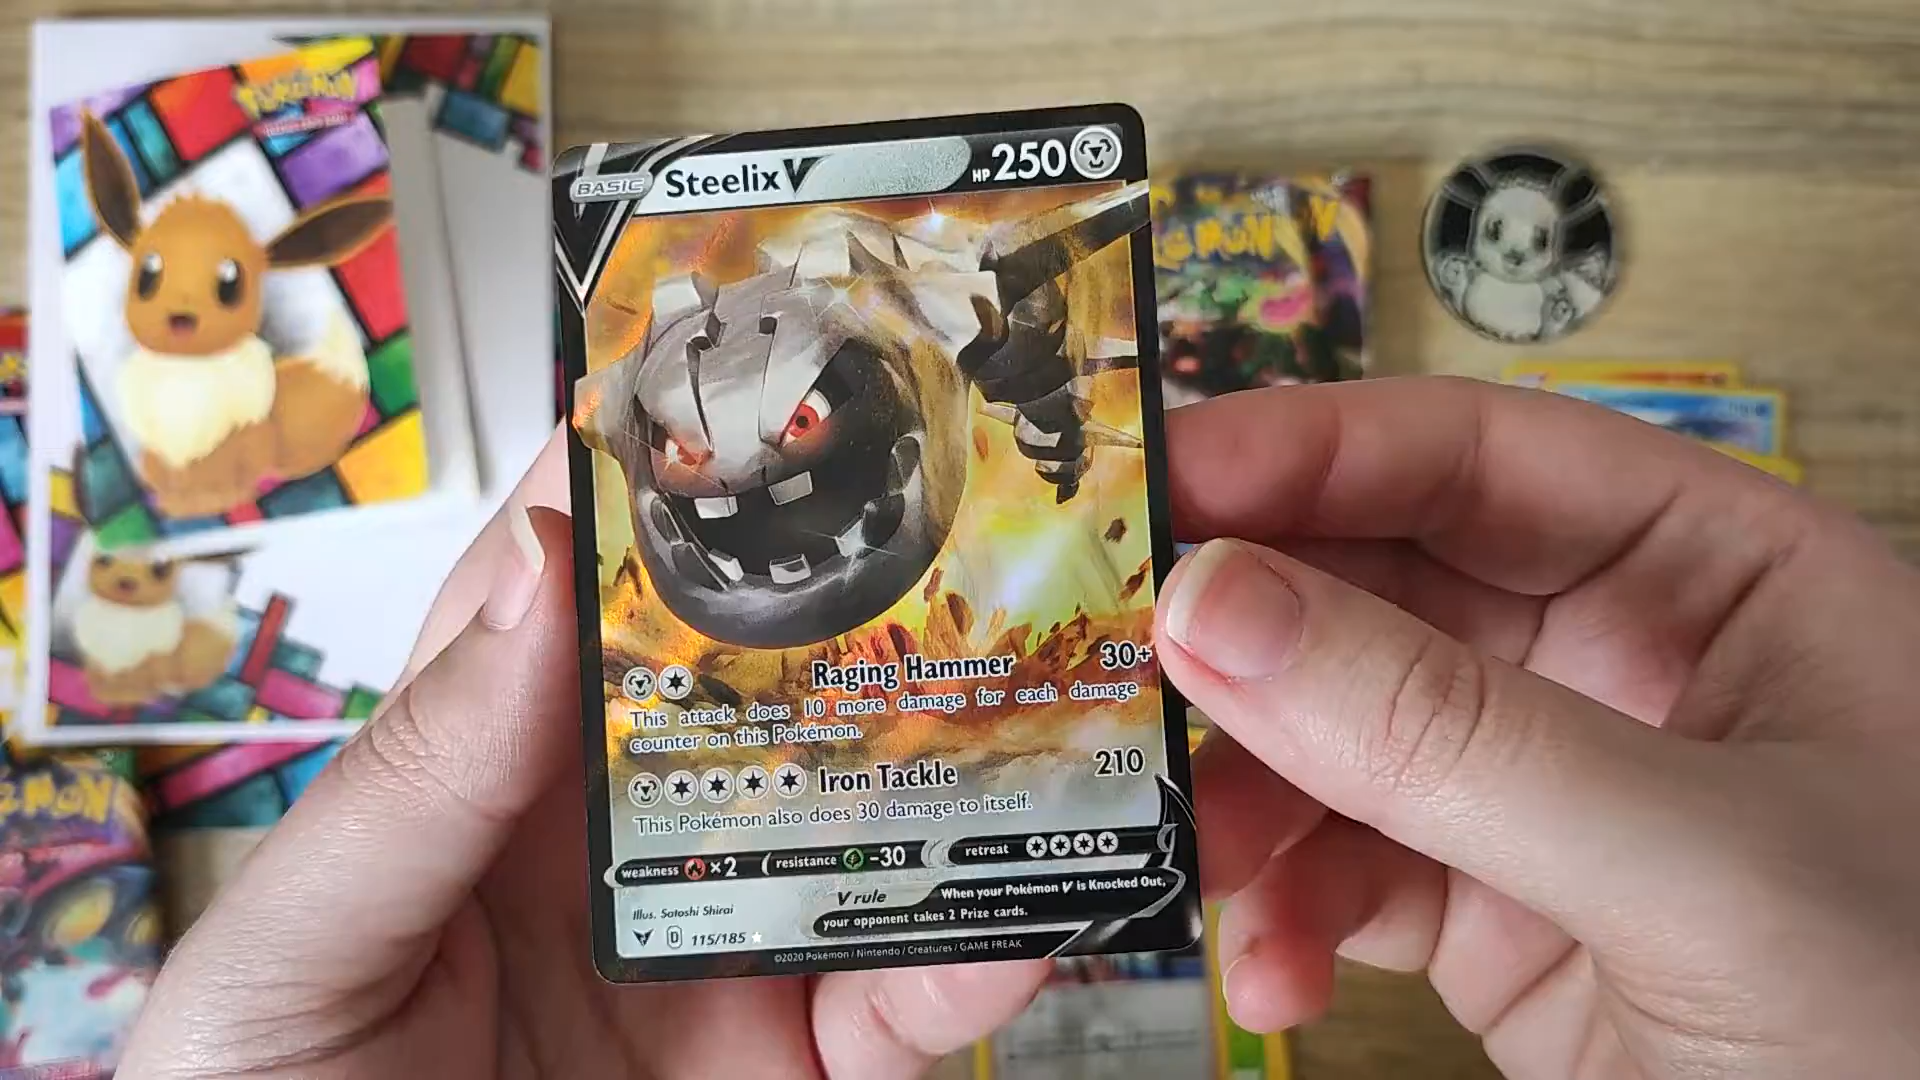 POKÉMON
BASIC Steelix V HP 250
Raging Hammer 30+
This attack does 10 more damage for each damage
counter on this Pokémon.
Iron Tackle 210
This Pokémon also does 30 damage to itself.
weakness ×2 resistance -30 retreat
V rule When your Pokémon V is Knocked Out,
your opponent takes 2 Prize cards.
Illus. Satoshi Shirai
D 115/185
©2020 Pokémon / Nintendo / Creatures / GAME FREAK